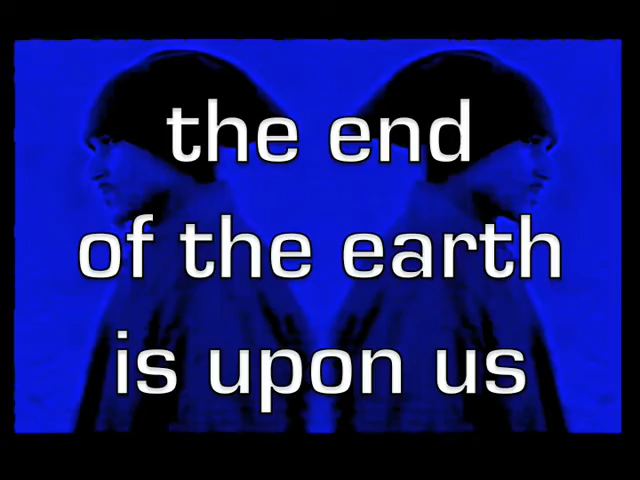 the end
of the earth
is upon us